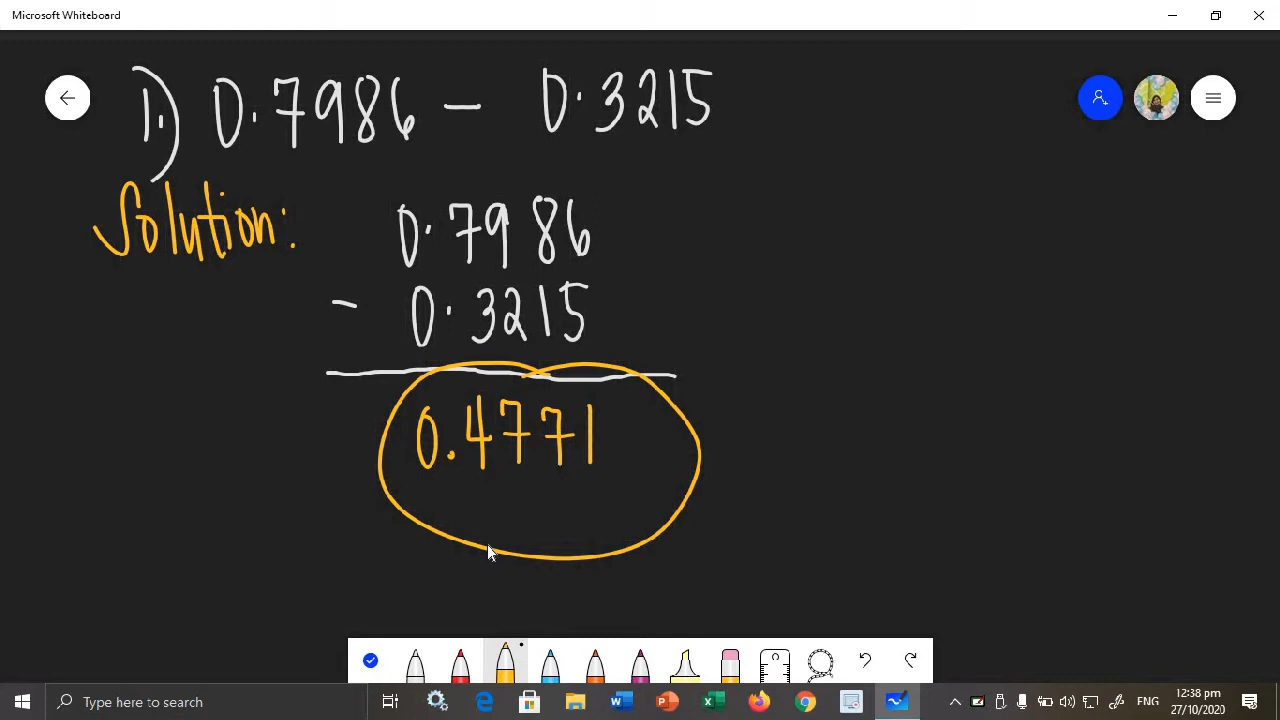 Microsoft Whiteboard
1.) 0.7986 - 0.3215
Solution:
0.7986
- 0.3215
0.4771
Type here to search
ENG
12:38 pm
27/10/2020